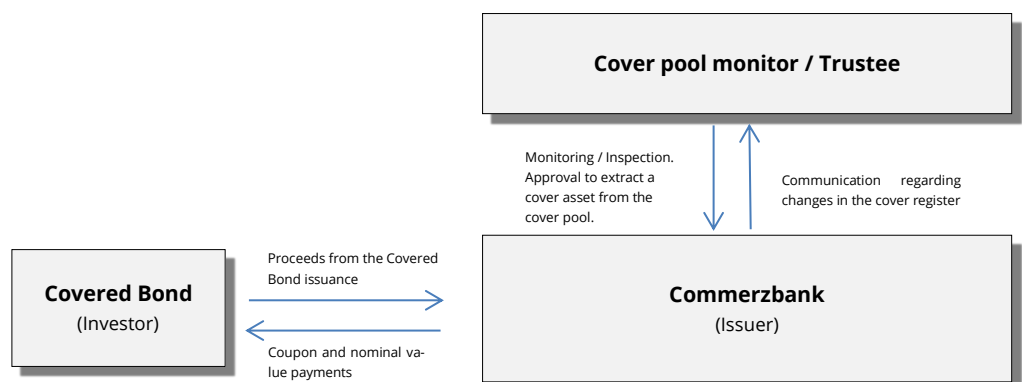 Cover pool monitor / Trustee
Monitoring / Inspection.
Approval to extract a
cover asset from the
cover pool.
Communication regarding
changes in the cover register
Proceeds from the Covered
Bond issuance
Covered Bond
(Investor)
Commerzbank
(Issuer)
Coupon and nominal va-
lue payments